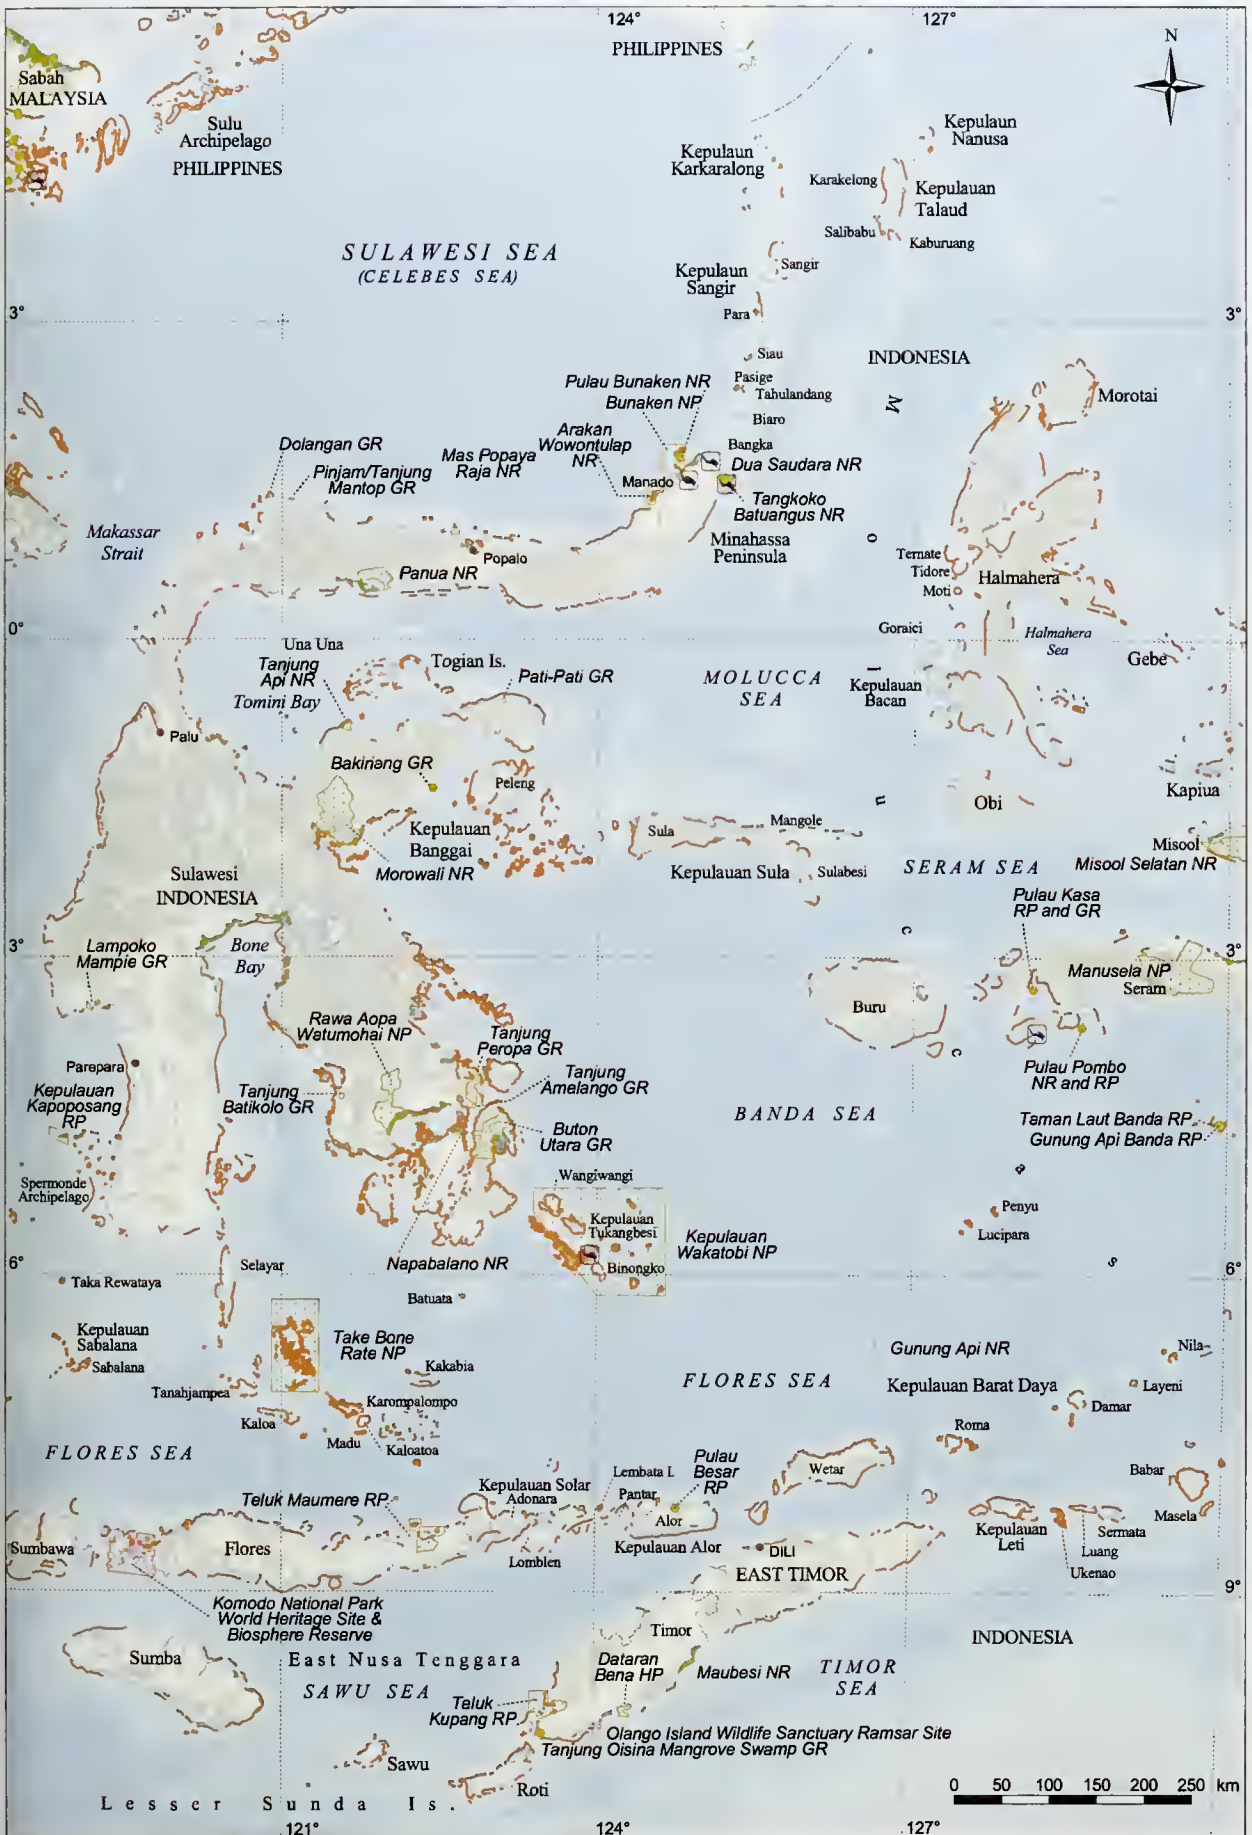 124°
127°
N
PHILIPPINES
Sabah
MALAYSIA
Sulu
Archipelago
PHILIPPINES
Kepulaun
Nanusa
Kepulaun
Karkaralong
Karakelong
Kepulauan
Talaud
Salibabu
Kaburuang
SULAWESI SEA
(CELEBES SEA)
Kepulaun
Sangir
Sangir
Para
3°
3°
Siau
INDONESIA
Pasige
Tahulandang
Pulau Bunaken NR
Bunaken NP
Biaro
Morotai
M
o
l
u
c
c
a
s
Arakan
Wowontulap
NR
Bangka
Dolangan GR
Mas Popaya
Raja NR
Dua Saudara NR
Pinjam/Tanjung
Mantop GR
Manado
Tangkoko
Batuangus NR
Makassar
Strait
Minahassa
Peninsula
Popalo
Panua NR
Ternate
Tidore
Moti
Halmahera
Goraici
Halmahera
Sea
Gebe
0°
Una Una
Tanjung
Api NR
Togian Is.
Pati-Pati GR
Tomini Bay
MOLUCCA
SEA
Kepulauan
Bacan
Palu
Bakiriang GR
Peleng
Kapiua
Obi
Kepulauan
Banggai
Sula
Mangole
Misool
Misool Selatan NR
Morowali NR
Kepulauan Sula
Sulabesi
SERAM SEA
Sulawesi
INDONESIA
Pulau Kasa
RP and GR
3°
3°
Lampoko
Mampie GR
Bone
Bay
Manusela NP
Seram
Buru
Rawa Aopa
Watumohai NP
Tanjung
Peropa GR
Parepara
Kepulauan
Kapoposang
RP
Tanjung
Batikolo GR
Tanjung
Amelango GR
Pulau Pombo
NR and RP
BANDA SEA
Taman Laut Banda RP
Gunung Api Banda RP
Buton
Utara GR
Spermonde
Archipelago
Wangiwangi
Kepulauan
Tukangbesi
Kepulauan
Wakatobi NP
Penyu
Lucipara
Napabalano NR
Binongko
6°
6°
Selayar
Taka Rewataya
Batuata
Kepulauan
Sabalana
Sabalana
Take Bone
Rate NP
Gunung Api NR
Nila
Kakabia
FLORES SEA
Kepulauan Barat Daya
Layeni
Tanahjampea
Karompalompo
Damar
Kaloa
Madu
Kaloatoa
Roma
FLORES SEA
Pulau
Besar
RP
Wetar
Babar
Kepulauan Solar
Adonara
Lembata I.
Pantar
Teluk Maumere RP
Alor
Masela
Sumbawa
Flores
Lomblen
Kepulauan Alor
DILI
Kepulauan
Leti
Sermata
Luang
Ukenao
EAST TIMOR
9°
Komodo National Park
World Heritage Site &
Biosphere Reserve
Timor
INDONESIA
Sumba
East Nusa Tenggara
SAWU SEA
Dataran
Bena HP
Maubesi NR
TIMOR
SEA
Teluk
Kupang RP
Olango Island Wildlife Sanctuary Ramsar Site
Tanjung Oisina Mangrove Swamp GR
Sawu
Roti
0 50 100 150 200 250 km
Lesser Sunda Is.
121°
124°
127°